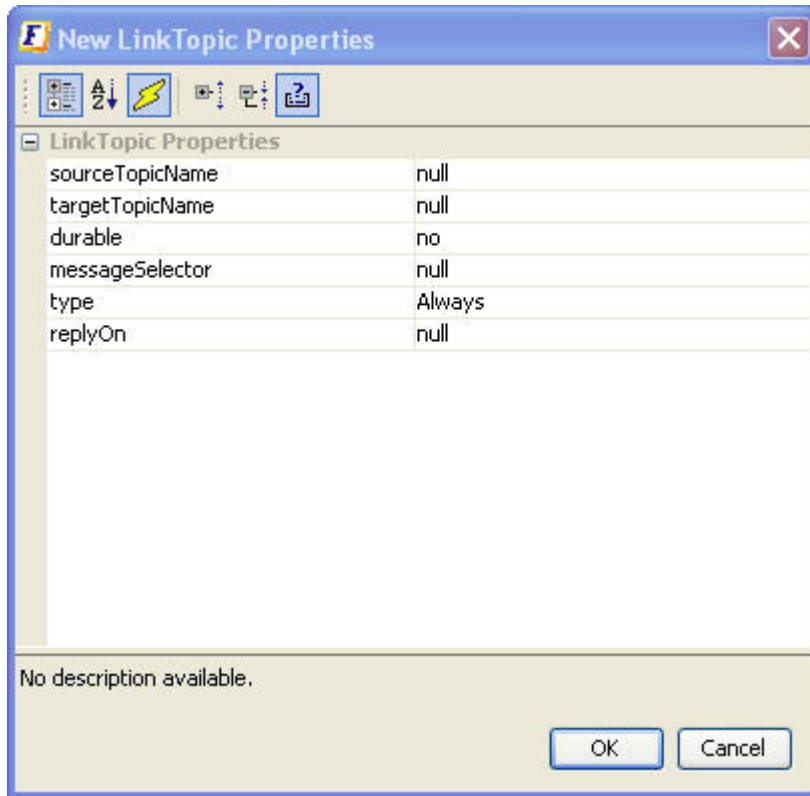 F New LinkTopic Properties
A Z
LinkTopic Properties
sourceTopicName null
targetTopicName null
durable no
messageSelector null
type Always
replyOn null
No description available.
OK Cancel